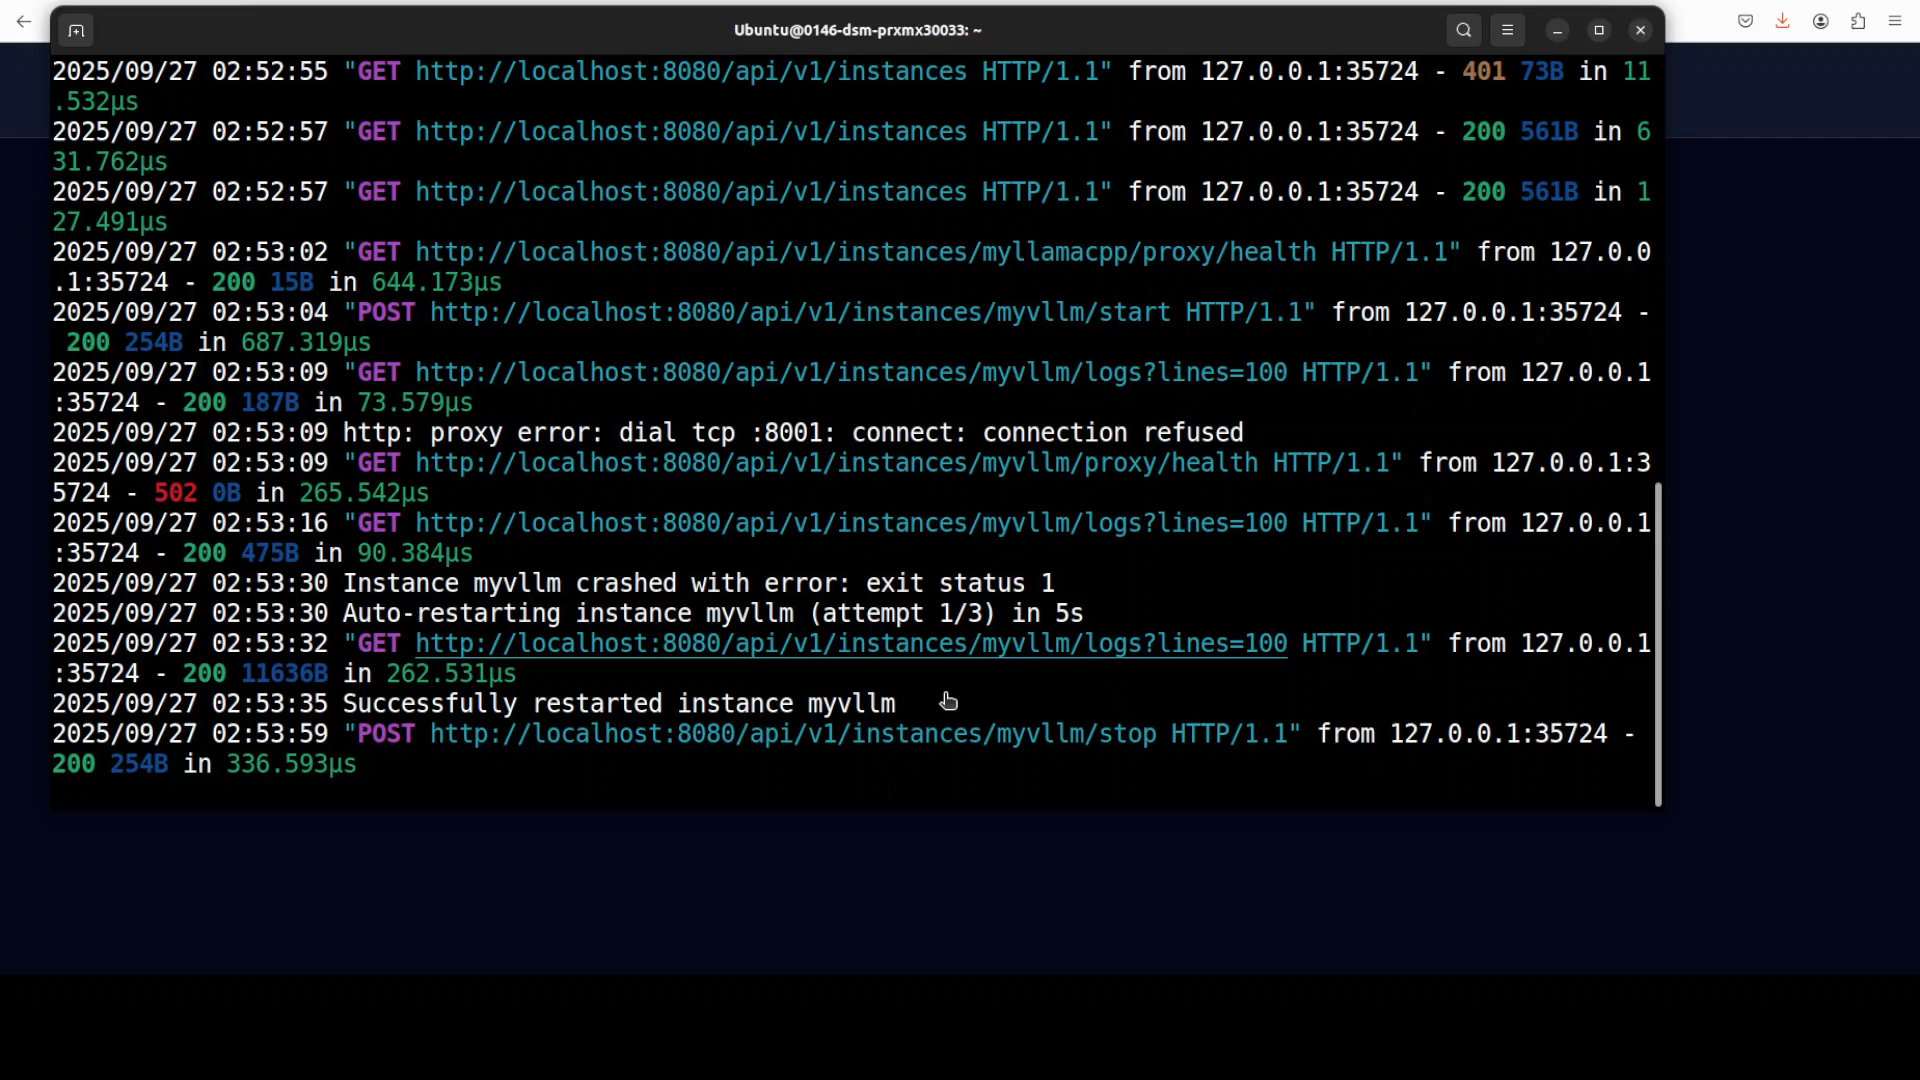 Ubuntu@0146-dsm-prxmx30033: ~
2025/09/27 02:52:55 "GET http://localhost:8080/api/v1/instances HTTP/1.1" from 127.0.0.1:35724 - 401 73B in 11
.532µs
2025/09/27 02:52:57 "GET http://localhost:8080/api/v1/instances HTTP/1.1" from 127.0.0.1:35724 - 200 561B in 6
31.762µs
2025/09/27 02:52:57 "GET http://localhost:8080/api/v1/instances HTTP/1.1" from 127.0.0.1:35724 - 200 561B in 1
27.491µs
2025/09/27 02:53:02 "GET http://localhost:8080/api/v1/instances/myllamacpp/proxy/health HTTP/1.1" from 127.0.0
.1:35724 - 200 15B in 644.173µs
2025/09/27 02:53:04 "POST http://localhost:8080/api/v1/instances/myvllm/start HTTP/1.1" from 127.0.0.1:35724 -
200 254B in 687.319µs
2025/09/27 02:53:09 "GET http://localhost:8080/api/v1/instances/myvllm/logs?lines=100 HTTP/1.1" from 127.0.0.1
:35724 - 200 187B in 73.579µs
2025/09/27 02:53:09 http: proxy error: dial tcp :8001: connect: connection refused
2025/09/27 02:53:09 "GET http://localhost:8080/api/v1/instances/myvllm/proxy/health HTTP/1.1" from 127.0.0.1:3
5724 - 502 0B in 265.542µs
2025/09/27 02:53:16 "GET http://localhost:8080/api/v1/instances/myvllm/logs?lines=100 HTTP/1.1" from 127.0.0.1
:35724 - 200 475B in 90.384µs
2025/09/27 02:53:30 Instance myvllm crashed with error: exit status 1
2025/09/27 02:53:30 Auto-restarting instance myvllm (attempt 1/3) in 5s
2025/09/27 02:53:32 "GET http://localhost:8080/api/v1/instances/myvllm/logs?lines=100 HTTP/1.1" from 127.0.0.1
:35724 - 200 11636B in 262.531µs
2025/09/27 02:53:35 Successfully restarted instance myvllm
2025/09/27 02:53:59 "POST http://localhost:8080/api/v1/instances/myvllm/stop HTTP/1.1" from 127.0.0.1:35724 -
200 254B in 336.593µs